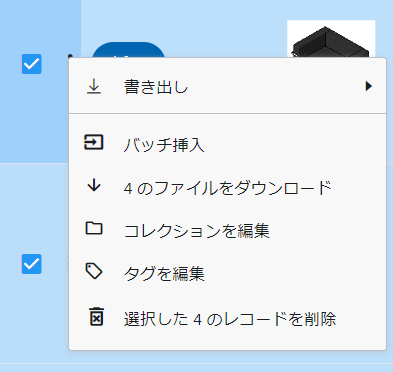 書き出し
バッチ挿入
4 のファイルをダウンロード
コレクションを編集
タグを編集
選択した 4 のレコードを削除